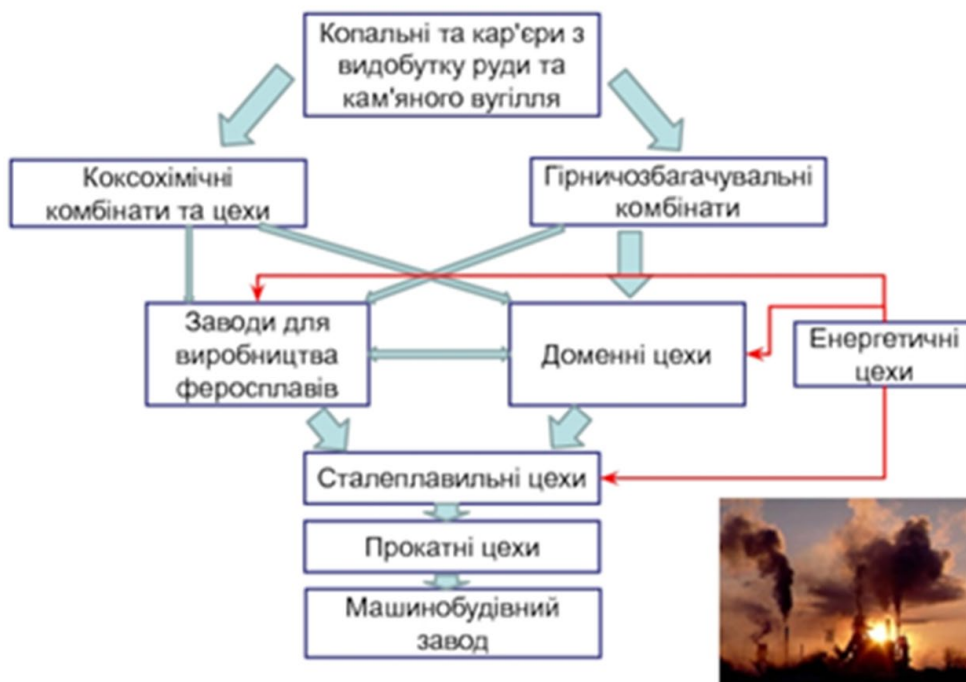 Копальні та кар'єри з
видобутку руди та
кам'яного вугілля
Коксохімічні
комбінати та цехи
Гірничозбагачувальні
комбінати
Заводи для
виробництва
феросплавів
Доменні цехи
Енергетичні
цехи
Сталеплавильні цехи
Прокатні цехи
Машинобудівний
завод